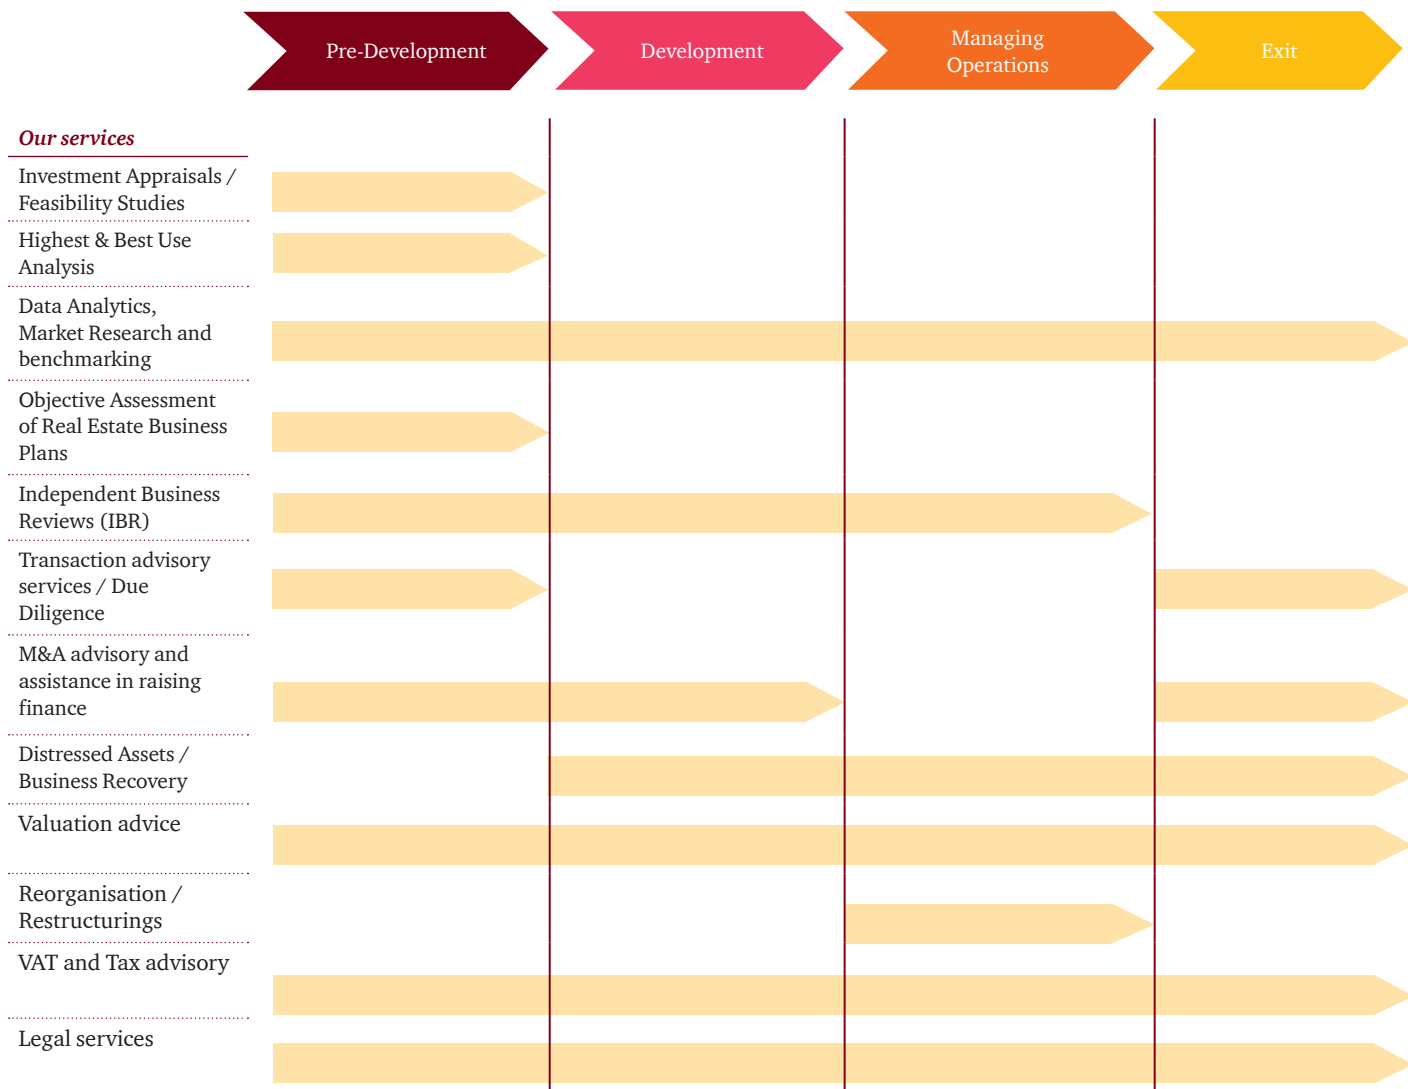 Pre-Development
Development
Managing
Operations
Exit
Our services
Investment Appraisals /
Feasibility Studies
Highest & Best Use
Analysis
Data Analytics,
Market Research and
benchmarking
Objective Assessment
of Real Estate Business
Plans
Independent Business
Reviews (IBR)
Transaction advisory
services / Due
Diligence
M&A advisory and
assistance in raising
finance
Distressed Assets /
Business Recovery
Valuation advice
Reorganisation /
Restructurings
VAT and Tax advisory
Legal services